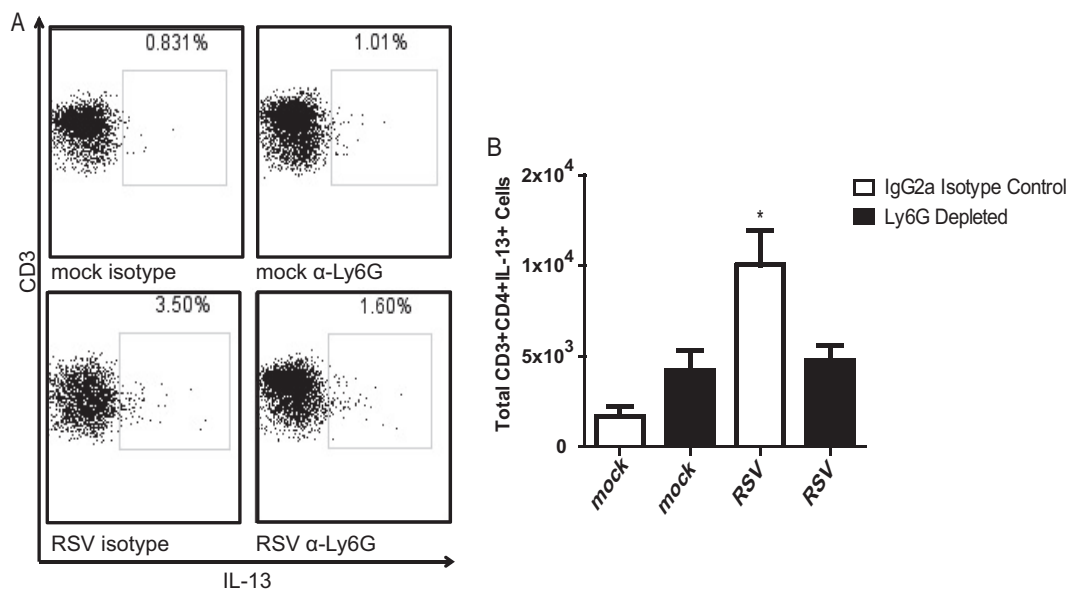 A
0.831%
1.01%
CD3
mock isotype
mock α-Ly6G
3.50%
1.60%
RSV isotype
RSV α-Ly6G
IL-13
B
Total CD3+CD4+IL-13+ Cells
2x10⁴
1x10⁴
5x10³
0
*
mock
mock
RSV
RSV
IgG2a Isotype Control
Ly6G Depleted